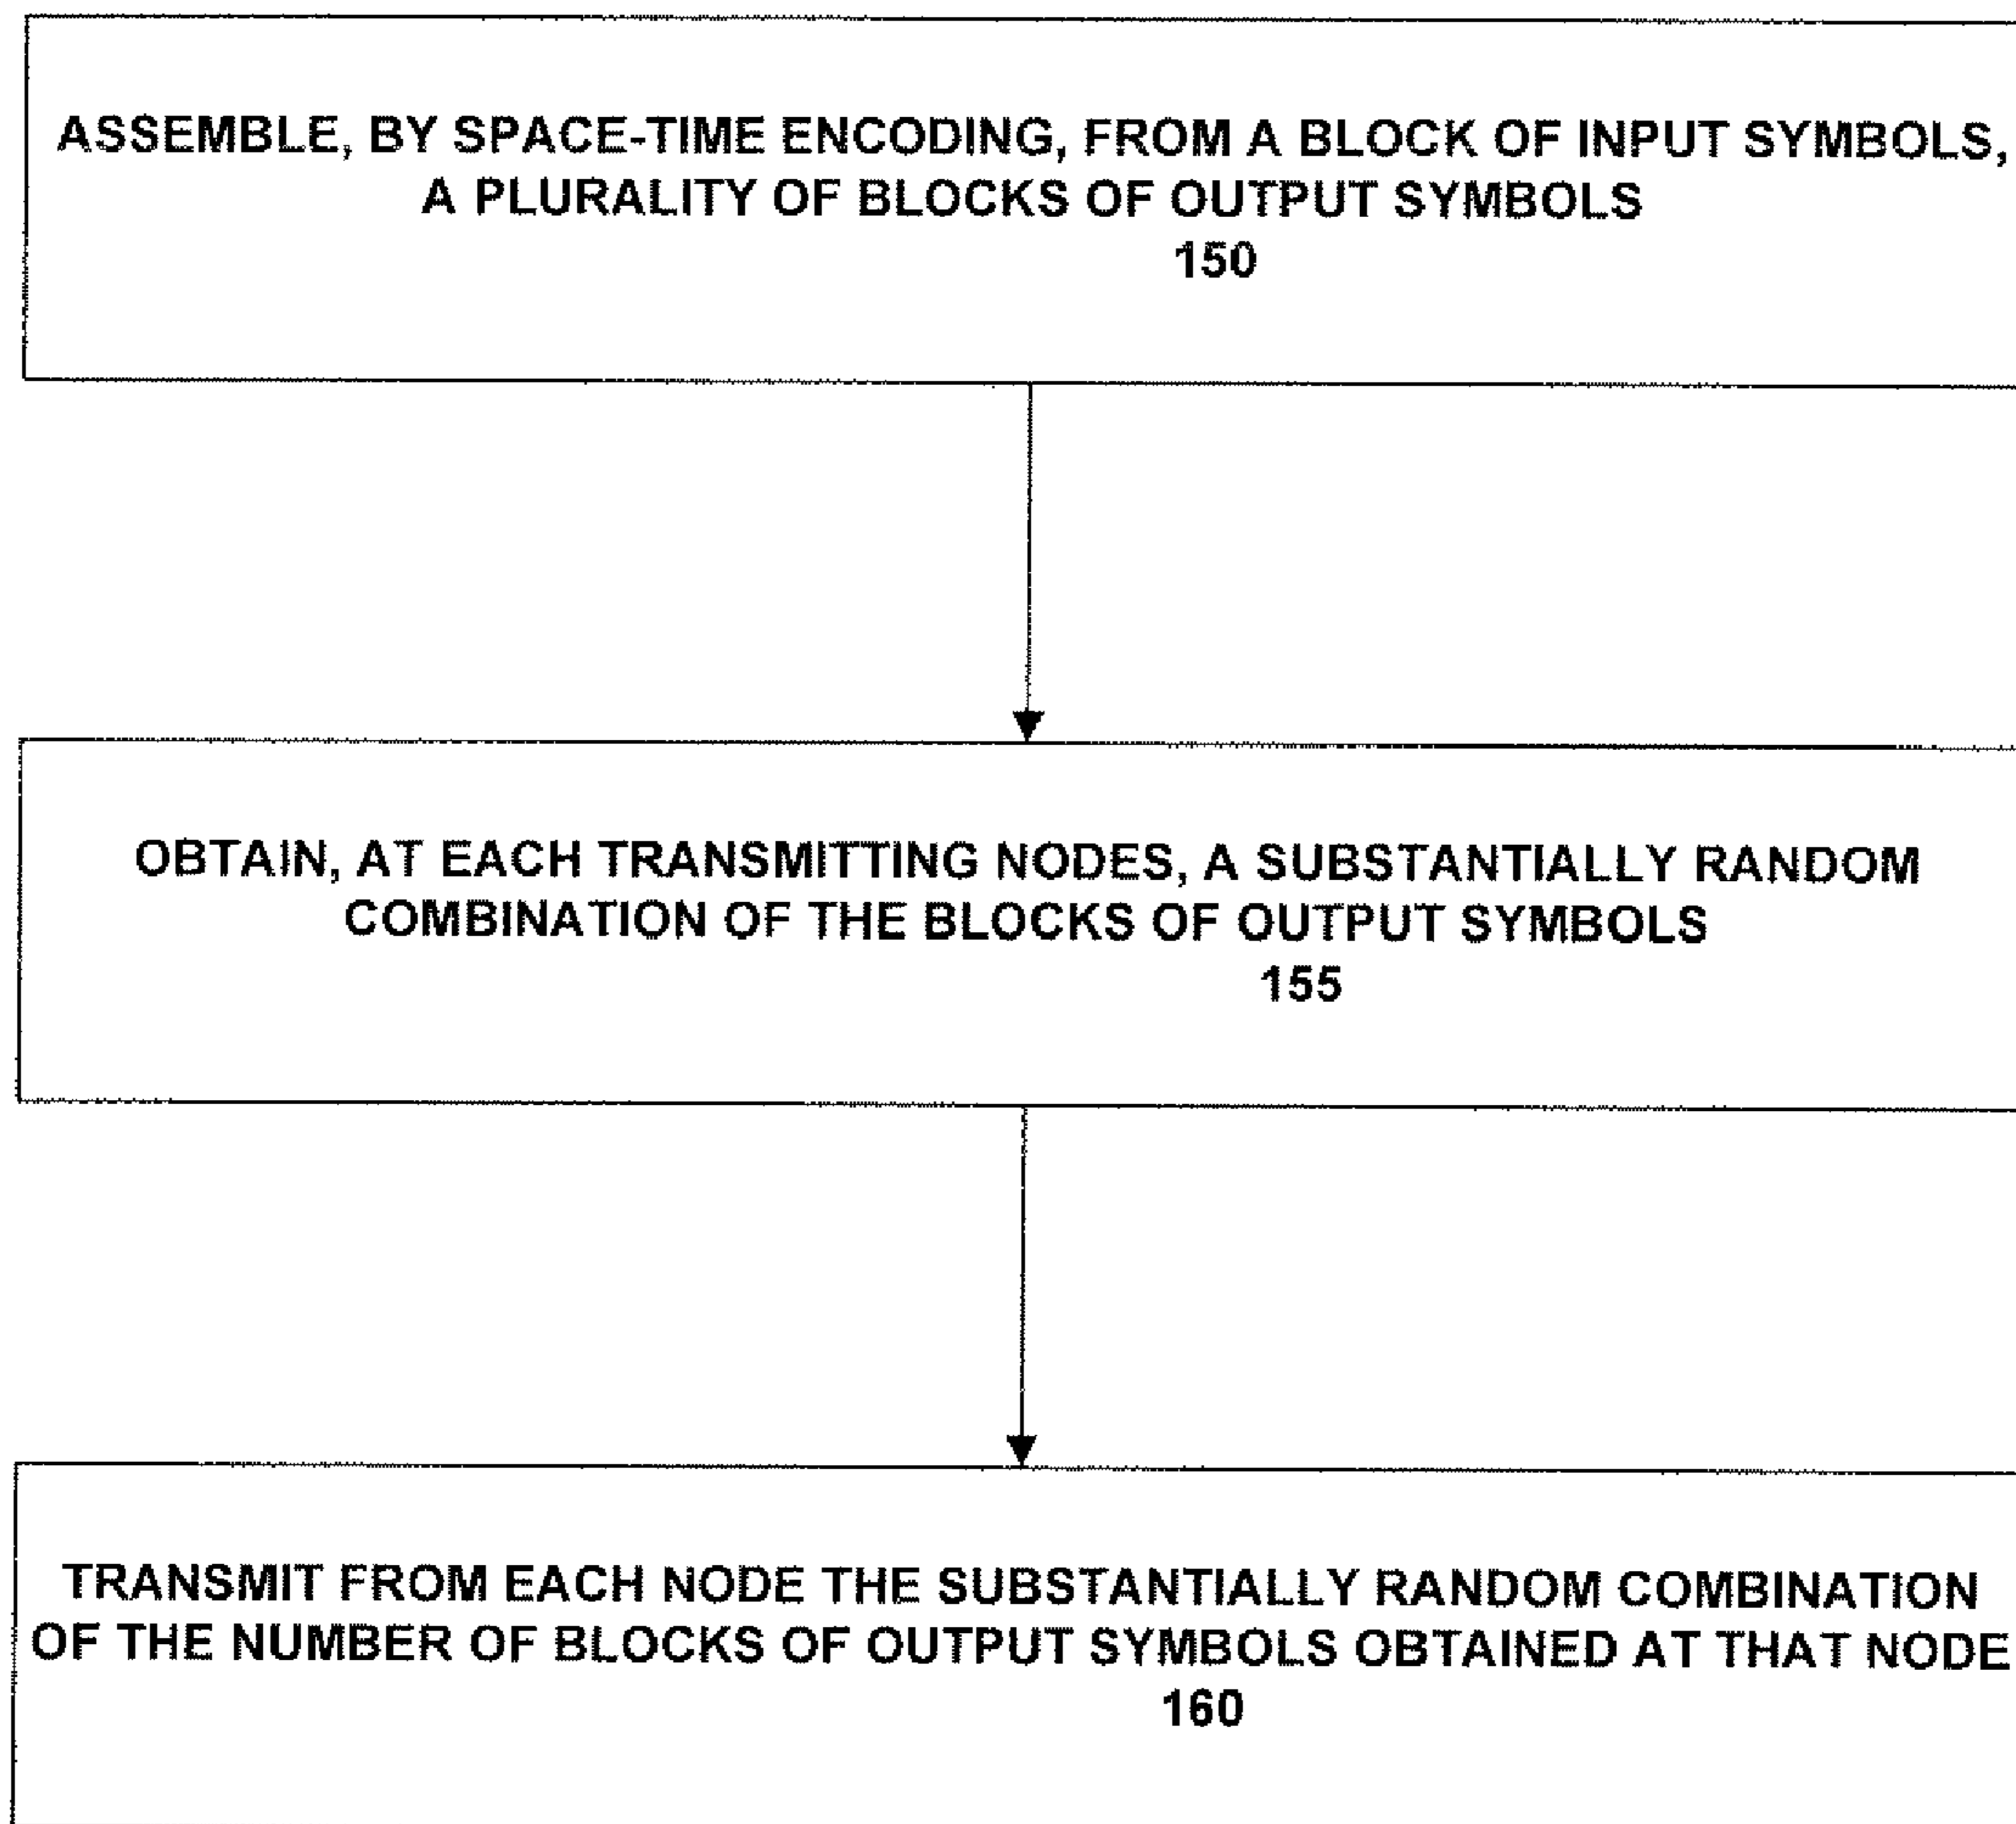 ASSEMBLE, BY SPACE-TIME ENCODING, FROM A BLOCK OF INPUT SYMBOLS,
A PLURALITY OF BLOCKS OF OUTPUT SYMBOLS
150
OBTAIN, AT EACH TRANSMITTING NODES, A SUBSTANTIALLY RANDOM
COMBINATION OF THE BLOCKS OF OUTPUT SYMBOLS
155
TRANSMIT FROM EACH NODE THE SUBSTANTIALLY RANDOM COMBINATION
OF THE NUMBER OF BLOCKS OF OUTPUT SYMBOLS OBTAINED AT THAT NODE
160